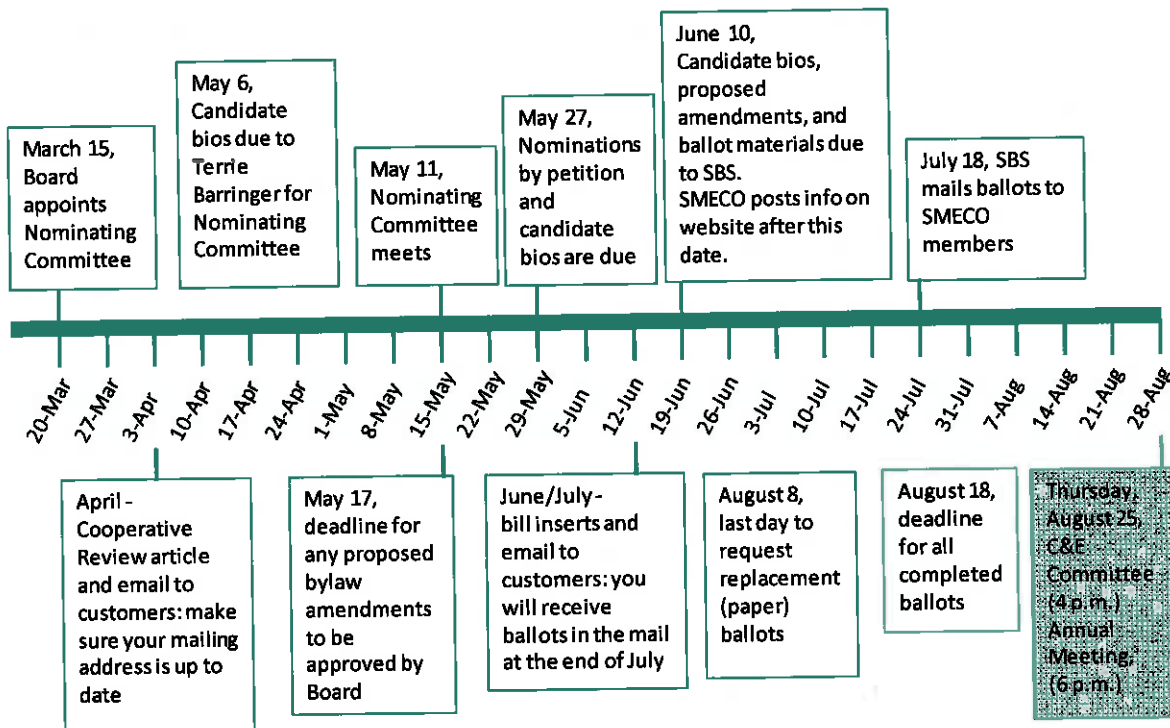 March 15,
Board
appoints
Nominating
Committee
May 6,
Candidate
bios due to
Terrie
Barringer for
Nominating
Committee
May 11,
Nominating
Committee
meets
May 27,
Nominations
by petition
and
candidate
bios are due
June 10,
Candidate bios,
proposed
amendments, and
ballot materials due
to SBS.
SMECO posts info on
website after this
date.
July 18, SBS
mails ballots to
SMECO
members
20-Mar
27-Mar
3-Apr
10-Apr
17-Apr
24-Apr
1-May
8-May
15-May
22-May
29-May
5-Jun
12-Jun
19-Jun
26-Jun
3-Jul
10-Jul
17-Jul
24-Jul
31-Jul
7-Aug
14-Aug
21-Aug
28-Aug
April -
Cooperative
Review article
and email to
customers: make
sure your mailing
address is up to
date
May 17,
deadline for
any proposed
bylaw
amendments
to be
approved by
Board
June/July-
bill inserts and
email to
customers: you
will receive
ballots in the mail
at the end of July
August 8,
last day to
request
replacement
(paper)
ballots
August 18,
deadline
for all
completed
ballots
Thursday,
August 25,
C&E
Committee
(4 p.m.)
Annual
Meeting,
(6 p.m.)